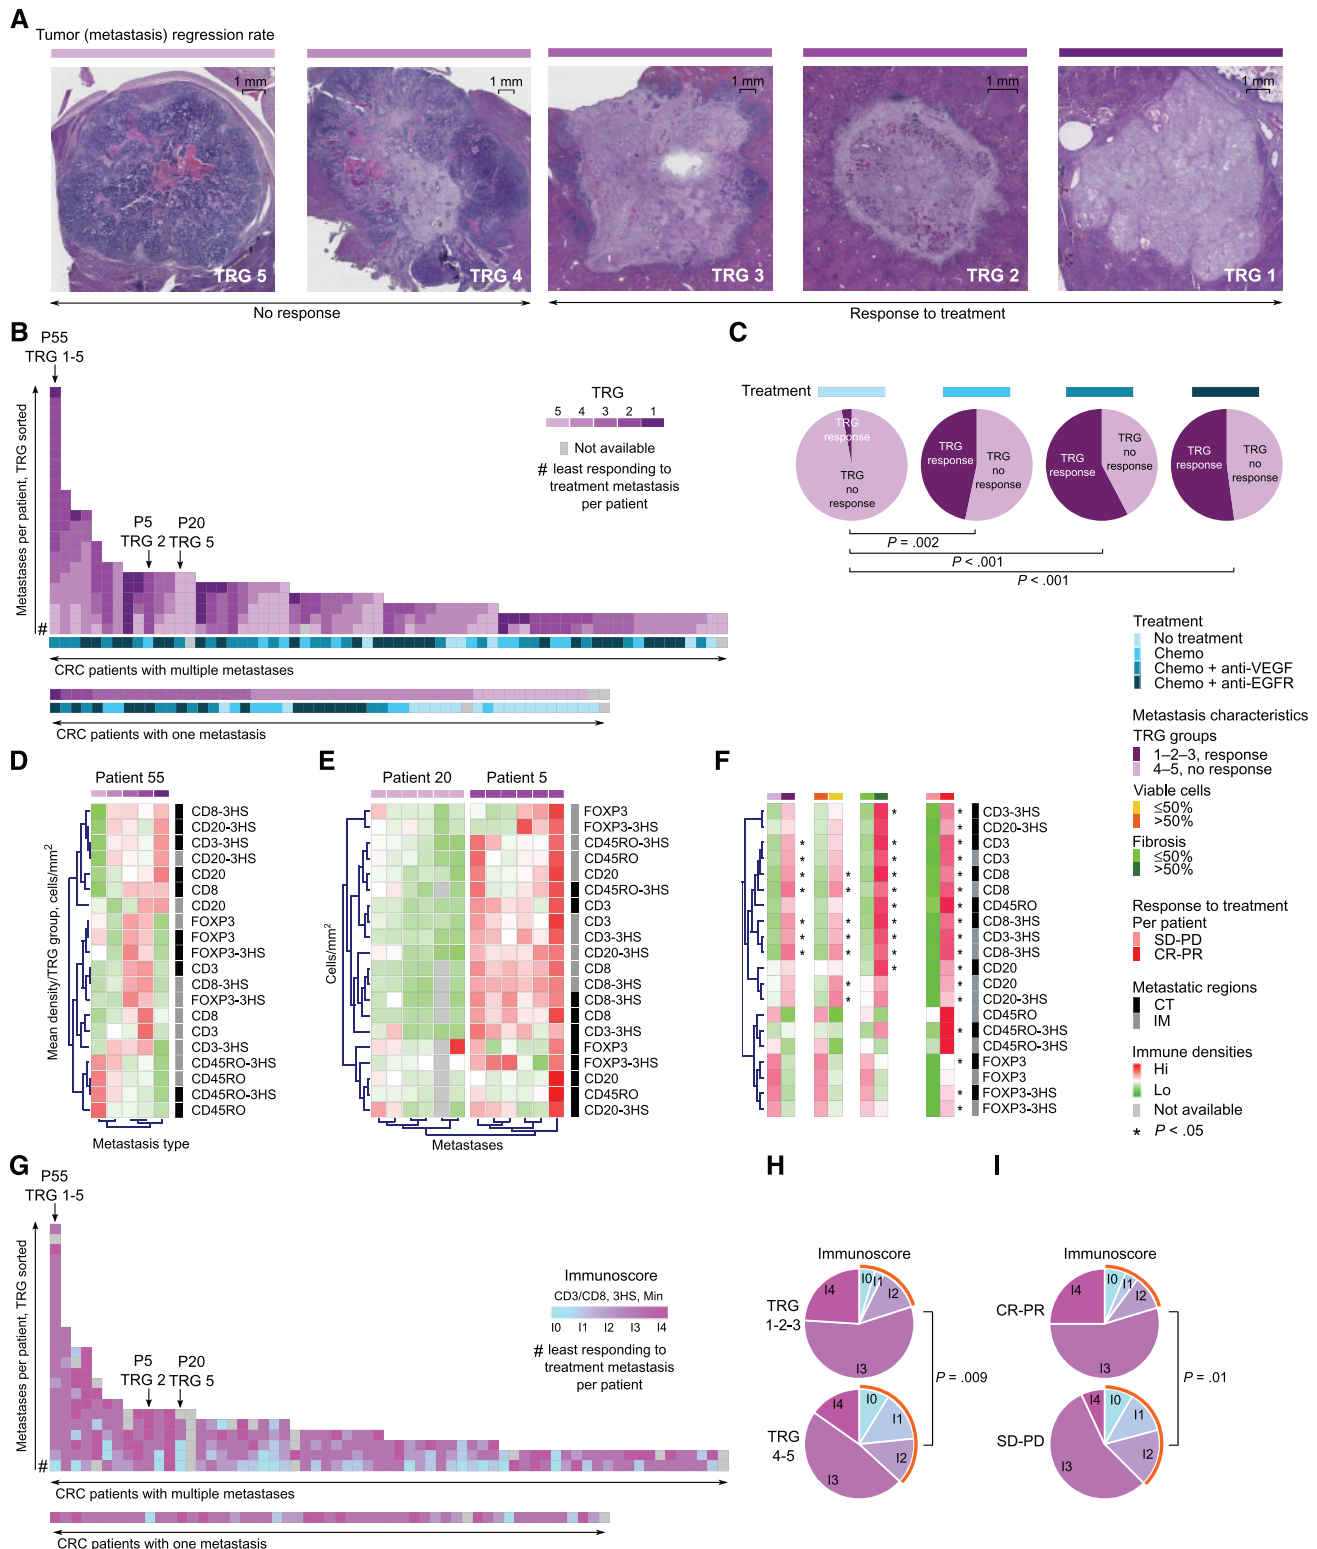 A
Tumor (metastasis) regression rate
1 mm
1 mm
1 mm
1 mm
1 mm
TRG 5
TRG 4
TRG 3
TRG 2
TRG 1
No response
Response to treatment
B
P55
TRG 1-5
P5
TRG 2
P20
TRG 5
Metastases per patient, TRG sorted
#
TRG
5 4 3 2 1
Not available
# least responding to
treatment metastasis
per patient
CRC patients with multiple metastases
CRC patients with one metastasis
C
Treatment
TRG
response
TRG
no
response
TRG
response
TRG
no
response
TRG
response
TRG
no
response
TRG
response
TRG
no
response
P = .002
P < .001
P < .001
Treatment
No treatment
Chemo
Chemo + anti-VEGF
Chemo + anti-EGFR
Metastasis characteristics
TRG groups
1–2–3, response
4–5, no response
Viable cells
≤50%
>50%
Fibrosis
≤50%
>50%
Response to treatment
Per patient
SD-PD
CR-PR
Metastatic regions
CT
IM
Immune densities
Hi
Lo
Not available
* P < .05
D
Patient 55
Mean density/TRG group, cells/mm2
CD8-3HS
CD20-3HS
CD3-3HS
CD20-3HS
CD20
CD8
CD20
FOXP3
FOXP3
FOXP3-3HS
CD3
CD8-3HS
FOXP3-3HS
CD8
CD3
CD3-3HS
CD45RO-3HS
CD45RO
CD45RO-3HS
CD45RO
Metastasis type
E
Patient 20
Patient 5
Cells/mm2
FOXP3
FOXP3-3HS
CD45RO-3HS
CD45RO
CD20
CD45RO-3HS
CD3
CD3
CD3-3HS
CD20-3HS
CD8
CD8-3HS
CD8-3HS
CD8
CD3-3HS
FOXP3
FOXP3-3HS
CD20
CD45RO
CD20-3HS
Metastases
F
* * CD3-3HS
* CD20-3HS
* * * CD3
* * * CD3
* * * * CD8
* * * * CD8
* * CD45RO
* * * * CD8-3HS
* * * * CD3-3HS
* * * * CD8-3HS
* * CD20
* * CD20
* * CD20-3HS
CD45RO
* CD45RO-3HS
CD45RO-3HS
* FOXP3
FOXP3
* FOXP3-3HS
* FOXP3-3HS
G
P55
TRG 1-5
P5
TRG 2
P20
TRG 5
Metastases per patient, TRG sorted
#
Immunoscore
CD3/CD8, 3HS, Min
I0 I1 I2 I3 I4
# least responding to
treatment metastasis
per patient
CRC patients with multiple metastases
CRC patients with one metastasis
H
Immunoscore
TRG
1-2-3
I0
I1
I2
I3
I4
TRG
4-5
I0
I1
I2
I3
I4
P = .009
I
Immunoscore
CR-PR
I0
I1
I2
I3
I4
SD-PD
I0
I1
I2
I3
I4
P = .01